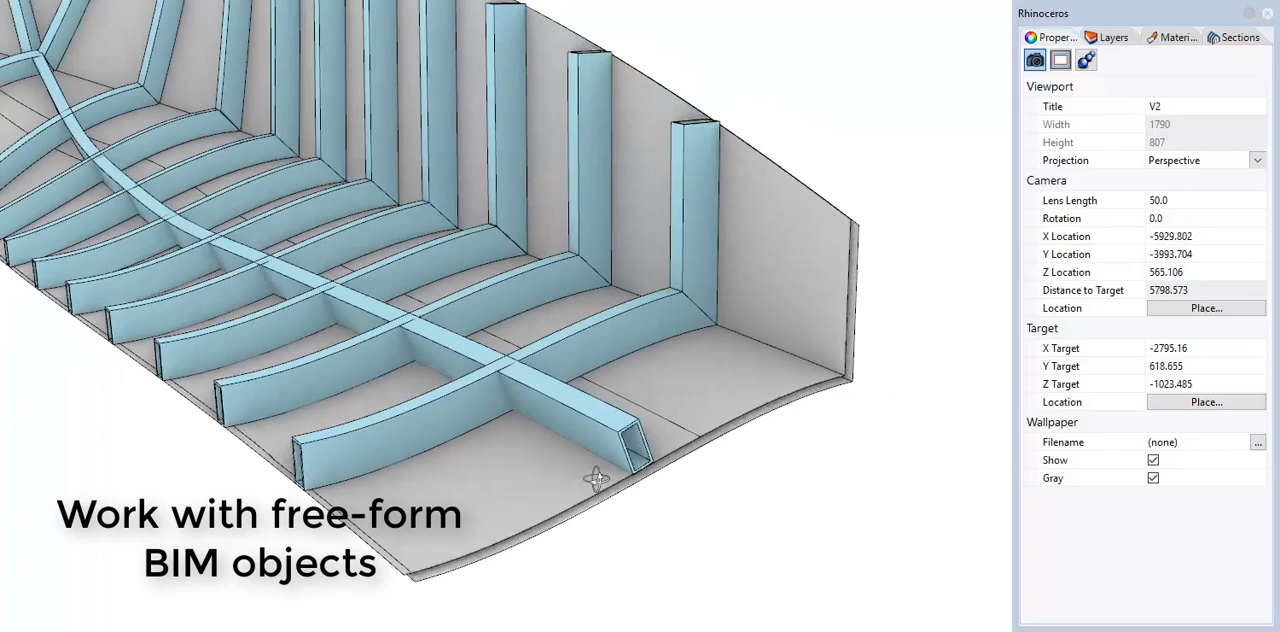 Rhinoceros
Proper... Layers Materi... Sections
Viewport
Title V2
Width 1790
Height 807
Projection Perspective
Camera
Lens Length 50.0
Rotation 0.0
X Location -5929.802
Y Location -3993.704
Z Location 565.106
Distance to Target 5798.573
Location Place...
Target
X Target -2795.16
Y Target 618.655
Z Target -1023.485
Location Place...
Wallpaper
Filename (none) ...
Show
Gray
Work with free-form
BIM objects